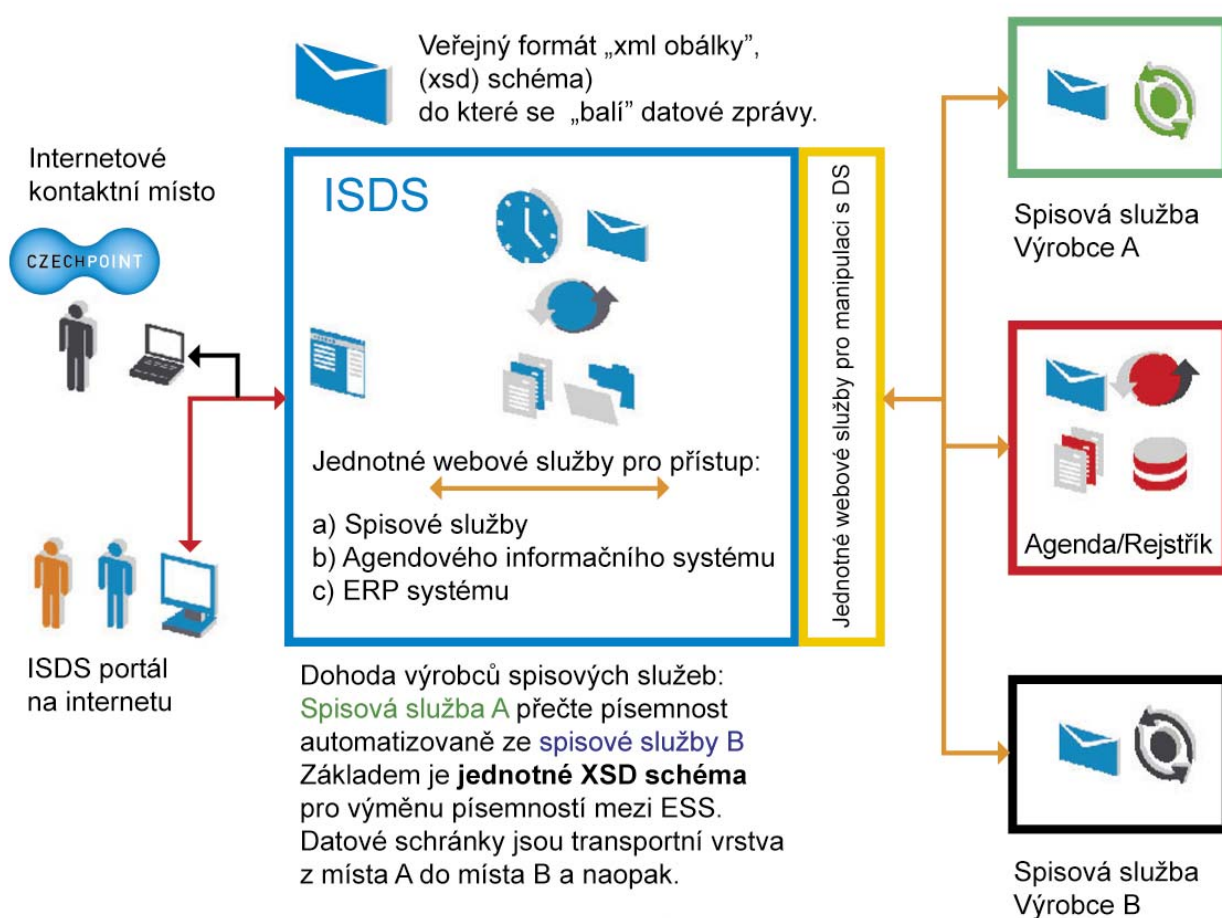 Veřejný formát „xml obálky”,
(xsd) schéma)
do které se „balí” datové zprávy.
Internetové
kontaktní místo
CZECHPOINT
ISDS portál
na internetu
ISDS
Jednotné webové služby pro přístup:
a) Spisové služby
b) Agendového informačního systému
c) ERP systému
Jednotné webové služby pro manipulaci s DS
Dohoda výrobců spisových služeb:
Spisová služba A přečte písemnost
automatizovaně ze spisové služby B
Základem je jednotné XSD schéma
pro výměnu písemností mezi ESS.
Datové schránky jsou transportní vrstva
z místa A do místa B a naopak.
Spisová služba
Výrobce A
Agenda/Rejstřík
Spisová služba
Výrobce B